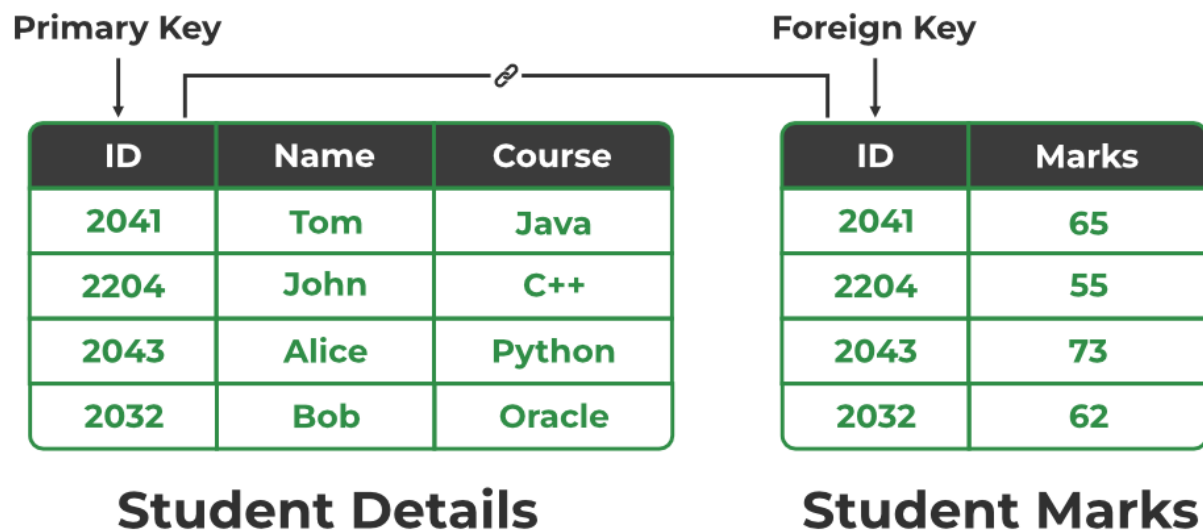 Primary Key Foreign Key
ID Name Course ID Marks
2041 Tom Java 2041 65
2204 John C++ 2204 55
2043 Alice Python 2043 73
2032 Bob Oracle 2032 62
Student Details Student Marks